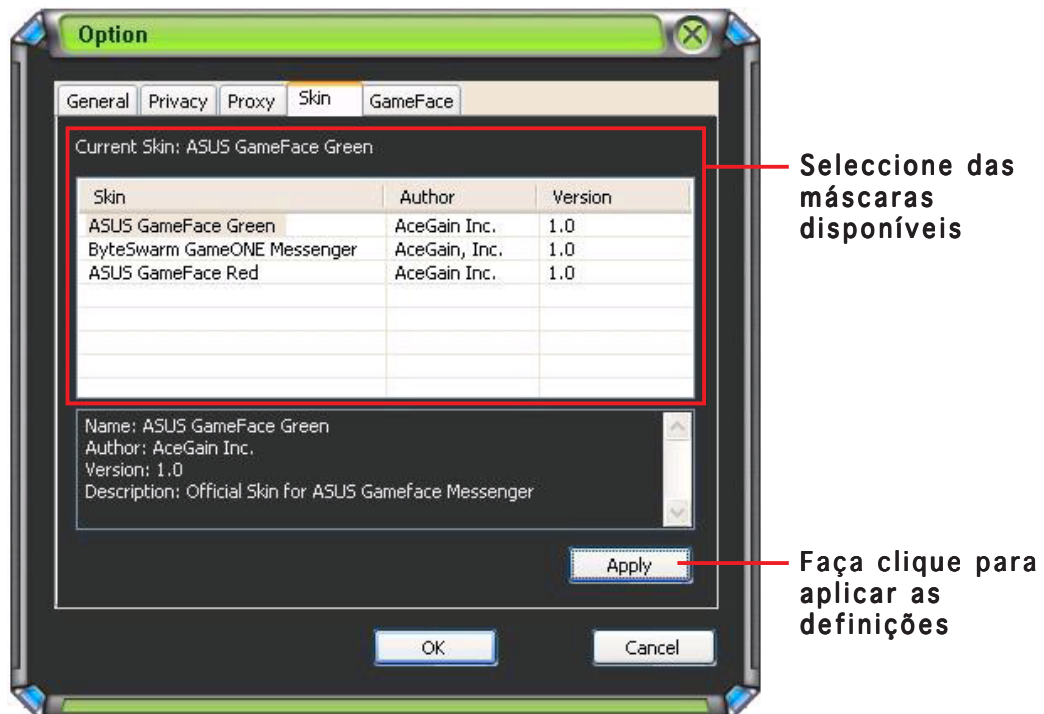 Option
General Privacy Proxy Skin GameFace
Current Skin: ASUS GameFace Green
Skin Author Version
ASUS GameFace Green AceGain Inc. 1.0
ByteSwarm GameONE Messenger AceGain, Inc. 1.0
ASUS GameFace Red AceGain Inc. 1.0
Name: ASUS GameFace Green
Author: AceGain Inc.
Version: 1.0
Description: Official Skin for ASUS Gameface Messenger
Apply
OK Cancel
Seleccione das
máscaras
disponíveis
Faça clique para
aplicar as
definições